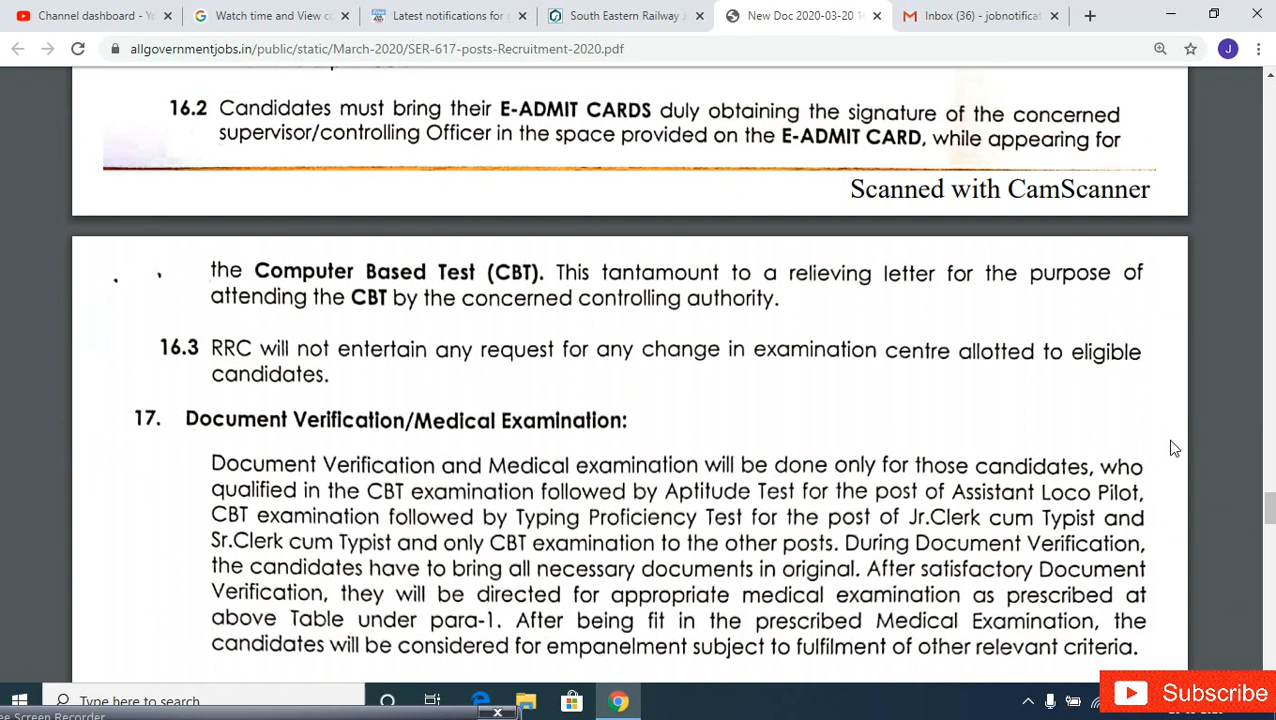 Channel dashboard - Y
Watch time and View c
Latest notifications for g
South Eastern Railway J
New Doc 2020-03-20 1
Inbox (36) - jobnotificat
allgovernmentjobs.in/public/static/March-2020/SER-617-posts-Recruitment-2020.pdf
J
16.2 Candidates must bring their E-ADMIT CARDS duly obtaining the signature of the concerned
supervisor/controlling Officer in the space provided on the E-ADMIT CARD, while appearing for
Scanned with CamScanner
the Computer Based Test (CBT). This tantamount to a relieving letter for the purpose of
attending the CBT by the concerned controlling authority.
16.3 RRC will not entertain any request for any change in examination centre allotted to eligible
candidates.
17. Document Verification/Medical Examination:
Document Verification and Medical examination will be done only for those candidates, who
qualified in the CBT examination followed by Aptitude Test for the post of Assistant Loco Pilot,
CBT examination followed by Typing Proficiency Test for the post of Jr.Clerk cum Typist and
Sr.Clerk cum Typist and only CBT examination to the other posts. During Document Verification,
the candidates have to bring all necessary documents in original. After satisfactory Document
Verification, they will be directed for appropriate medical examination as prescribed at
above Table under para-1. After being fit in the prescribed Medical Examination, the
candidates will be considered for empanelment subject to fulfilment of other relevant criteria.
Type here to search
Subscribe
ee Screen Recorder